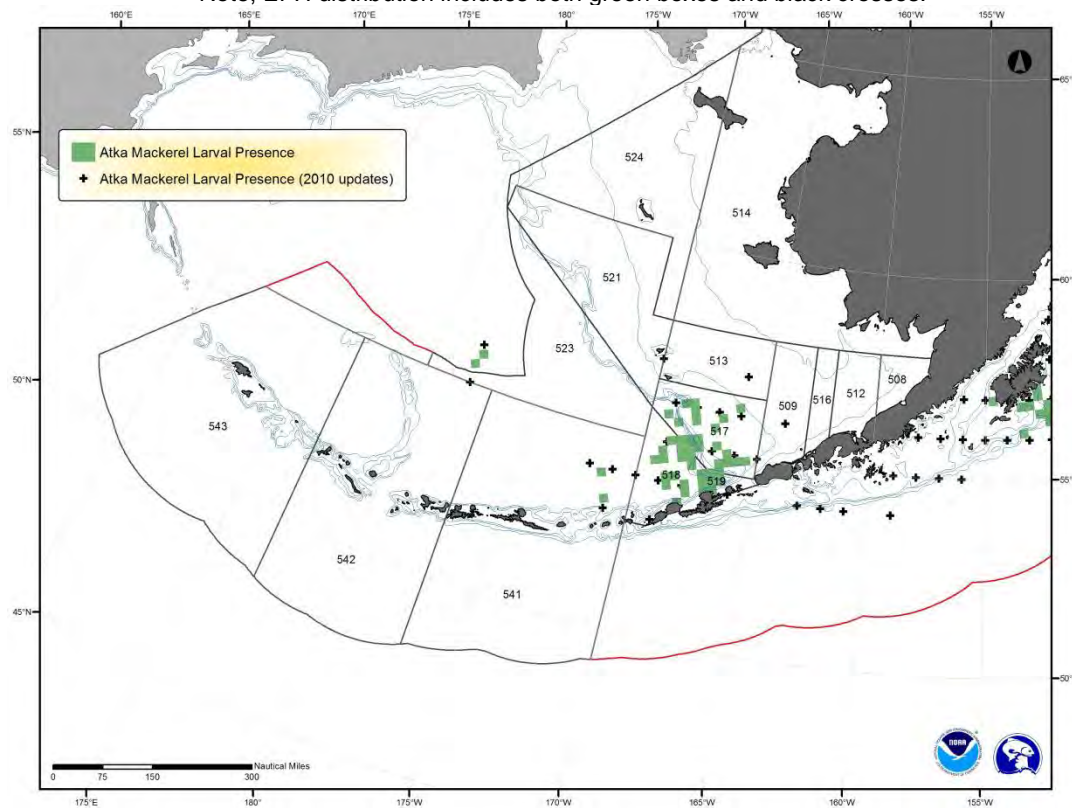 Note, EFH distribution includes both green boxes and black crosses.
160°E 165°E 170°E 175°E 180° 175°W 170°W 165°W 160°W 155°W
65°N
55°N
Atka Mackerel Larval Presence
Atka Mackerel Larval Presence (2010 updates)
524
514
521
60°N
50°N
523
513
508
509
516
512
543
517
518
519
55°N
542
541
45°N
50°N
NOAA
Nautical Miles
0 75 150 300
175°E 180° 175°W 170°W 165°W 160°W 155°W